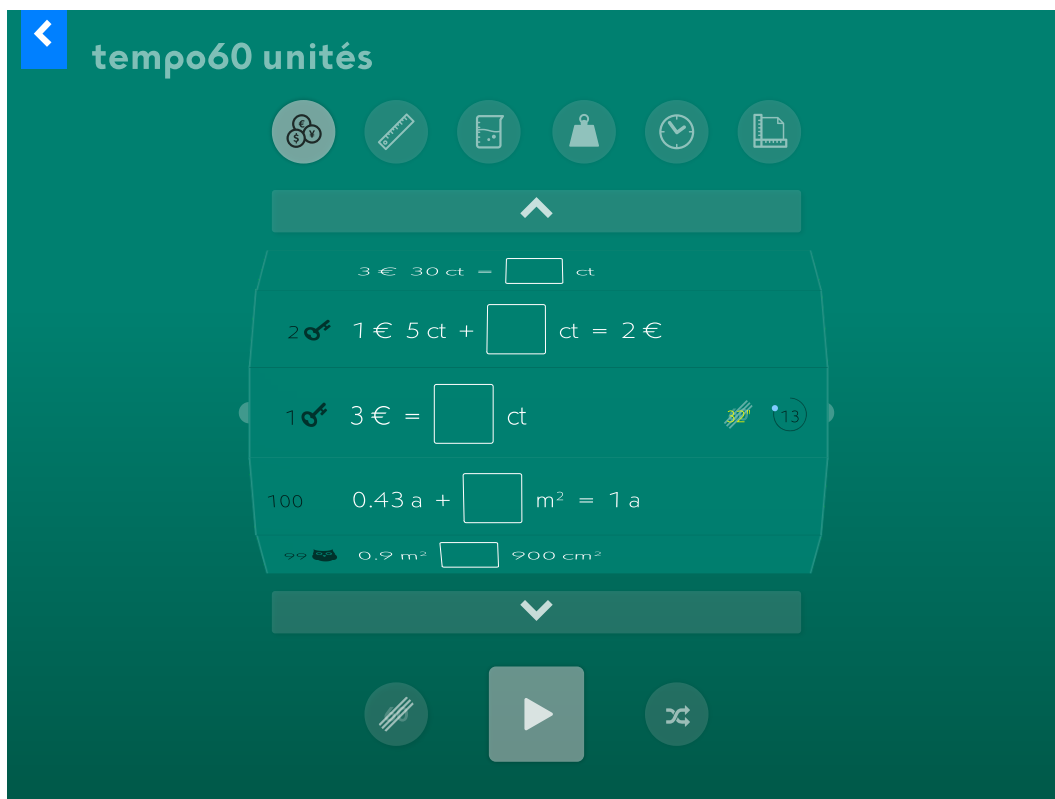 tempo60 unités
3 € 30 ct = ct
2 1 € 5 ct + ct = 2 €
1 3 € = ct 32" 13
100 0.43 a + m² = 1 a
99 0.9 m² 900 cm²
60